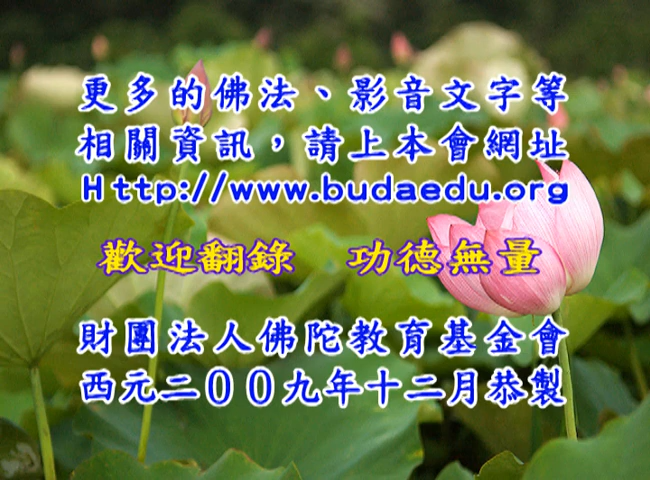 更多的佛法、影音文字等
相關資訊，請上本會網址
Http://www.budaedu.org
歡迎翻錄　功德無量
財團法人佛陀教育基金會
西元二００九年十二月恭製